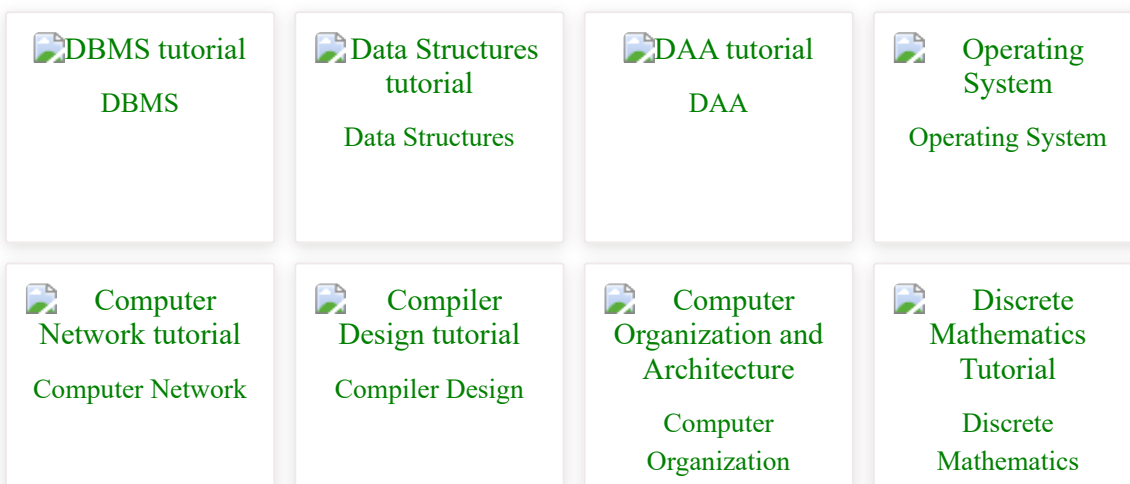 DBMS tutorial
DBMS
Data Structures
tutorial
Data Structures
DAA tutorial
DAA
Operating
System
Operating System
Computer
Network tutorial
Computer Network
Compiler
Design tutorial
Compiler Design
Computer
Organization and
Architecture
Computer
Organization
Discrete
Mathematics
Tutorial
Discrete
Mathematics